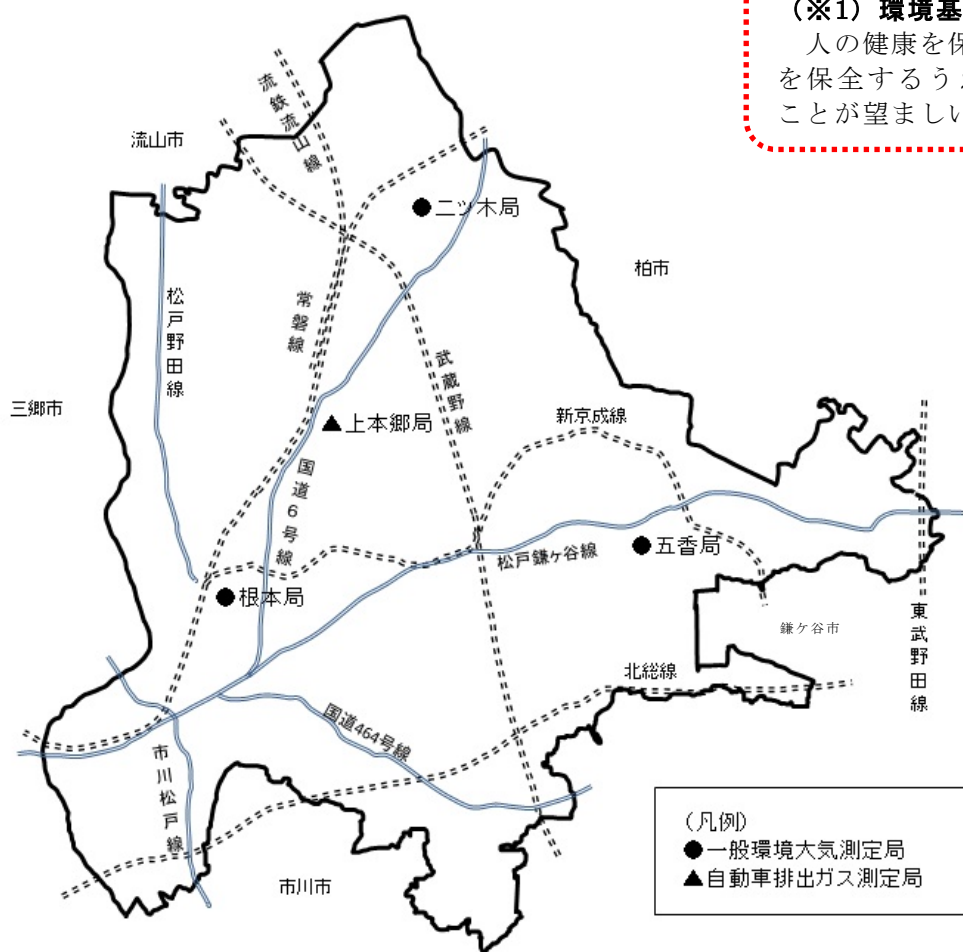 （※1）環境基
人の健康を保
を保全するうえ
ことが望ましい
流鉄流山線
流山市
二ツ木局
柏市
松戸野田線
常磐線
武蔵野線
三郷市
新京成線
上本郷局
国道6号線
五香局
松戸鎌ヶ谷線
根本局
鎌ケ谷市
東武野田線
北総線
国道464号線
市川松戸線
市川市
(凡例)
●一般環境大気測定局
▲自動車排出ガス測定局